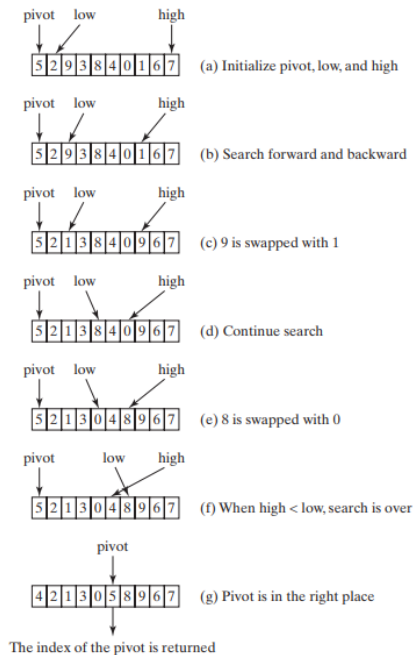 pivot low high
5 2 9 3 8 4 0 1 6 7 (a) Initialize pivot, low, and high
pivot low high
5 2 9 3 8 4 0 1 6 7 (b) Search forward and backward
pivot low high
5 2 1 3 8 4 0 9 6 7 (c) 9 is swapped with 1
pivot low high
5 2 1 3 8 4 0 9 6 7 (d) Continue search
pivot low high
5 2 1 3 0 4 8 9 6 7 (e) 8 is swapped with 0
pivot low high
5 2 1 3 0 4 8 9 6 7 (f) When high < low, search is over
pivot
4 2 1 3 0 5 8 9 6 7 (g) Pivot is in the right place
The index of the pivot is returned